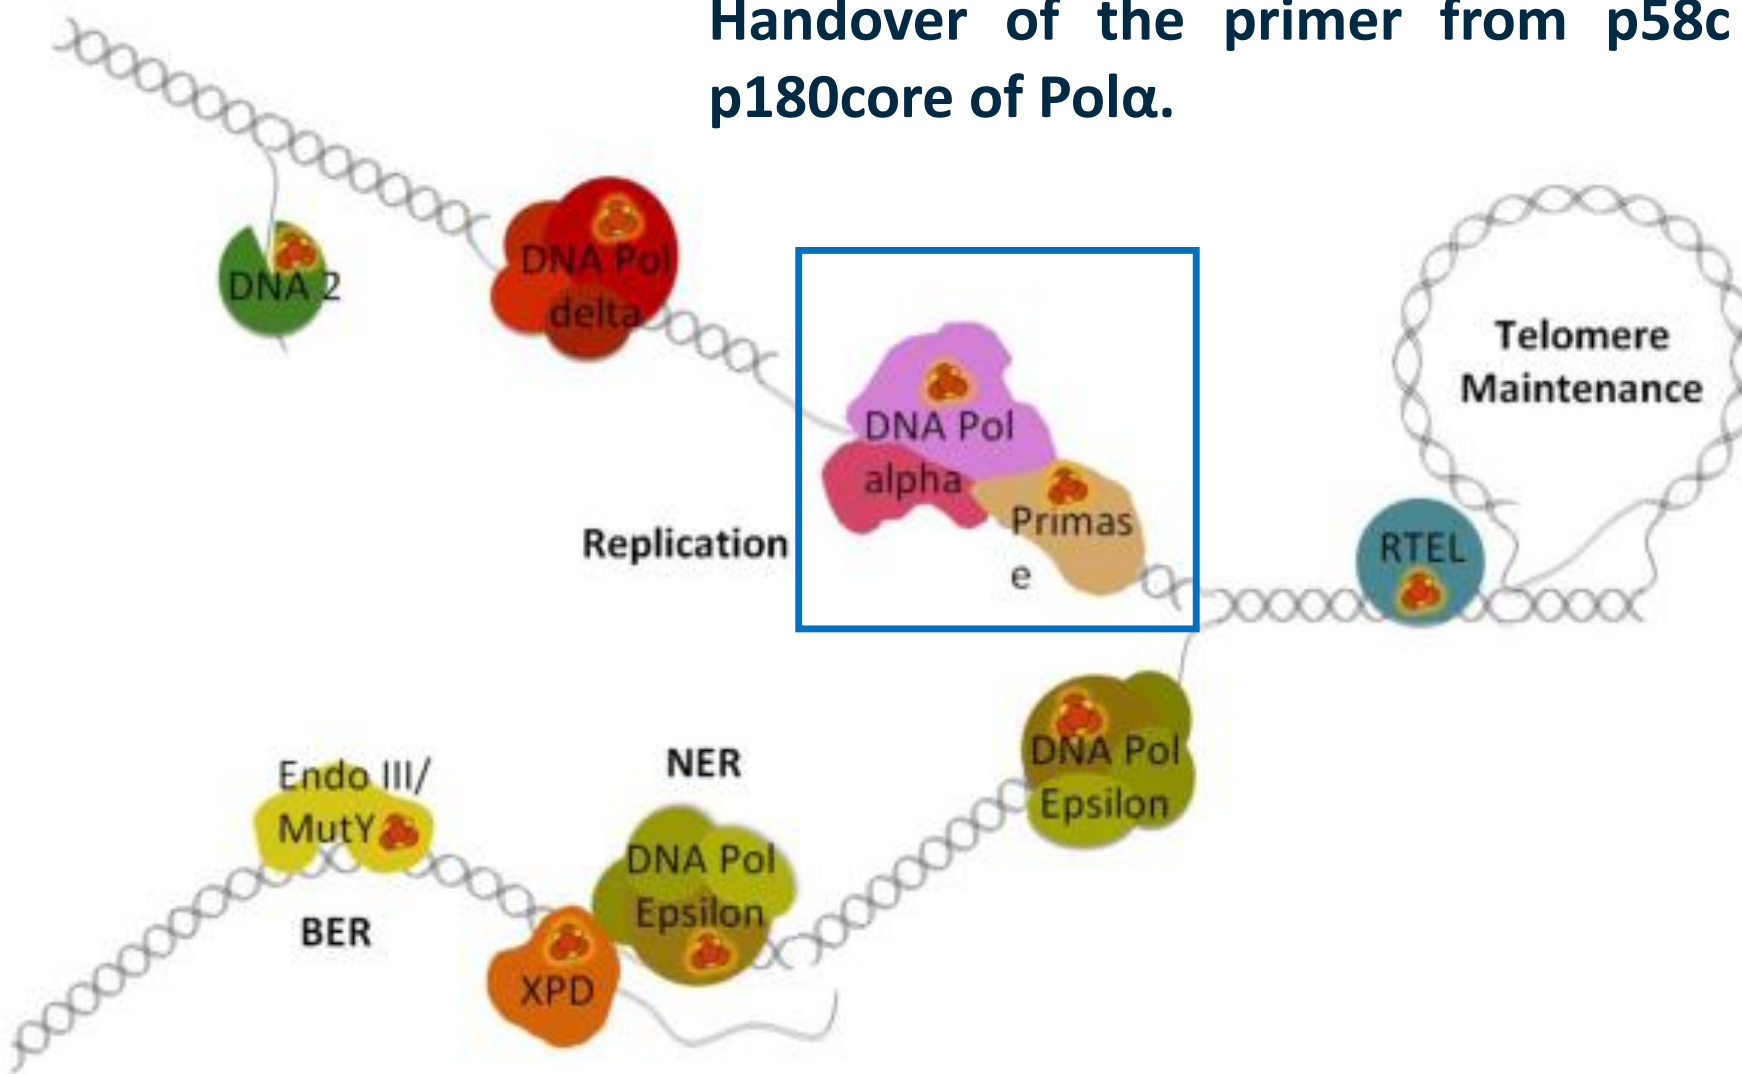 Handover of the primer from p58c
p180core of Polα.
DNA 2
DNA Pol
delta
DNA Pol
alpha
Primas
e
Replication
Telomere
Maintenance
RTEL
DNA Pol
Epsilon
NER
Endo III/
MutY
BER
DNA Pol
Epsilon
XPD